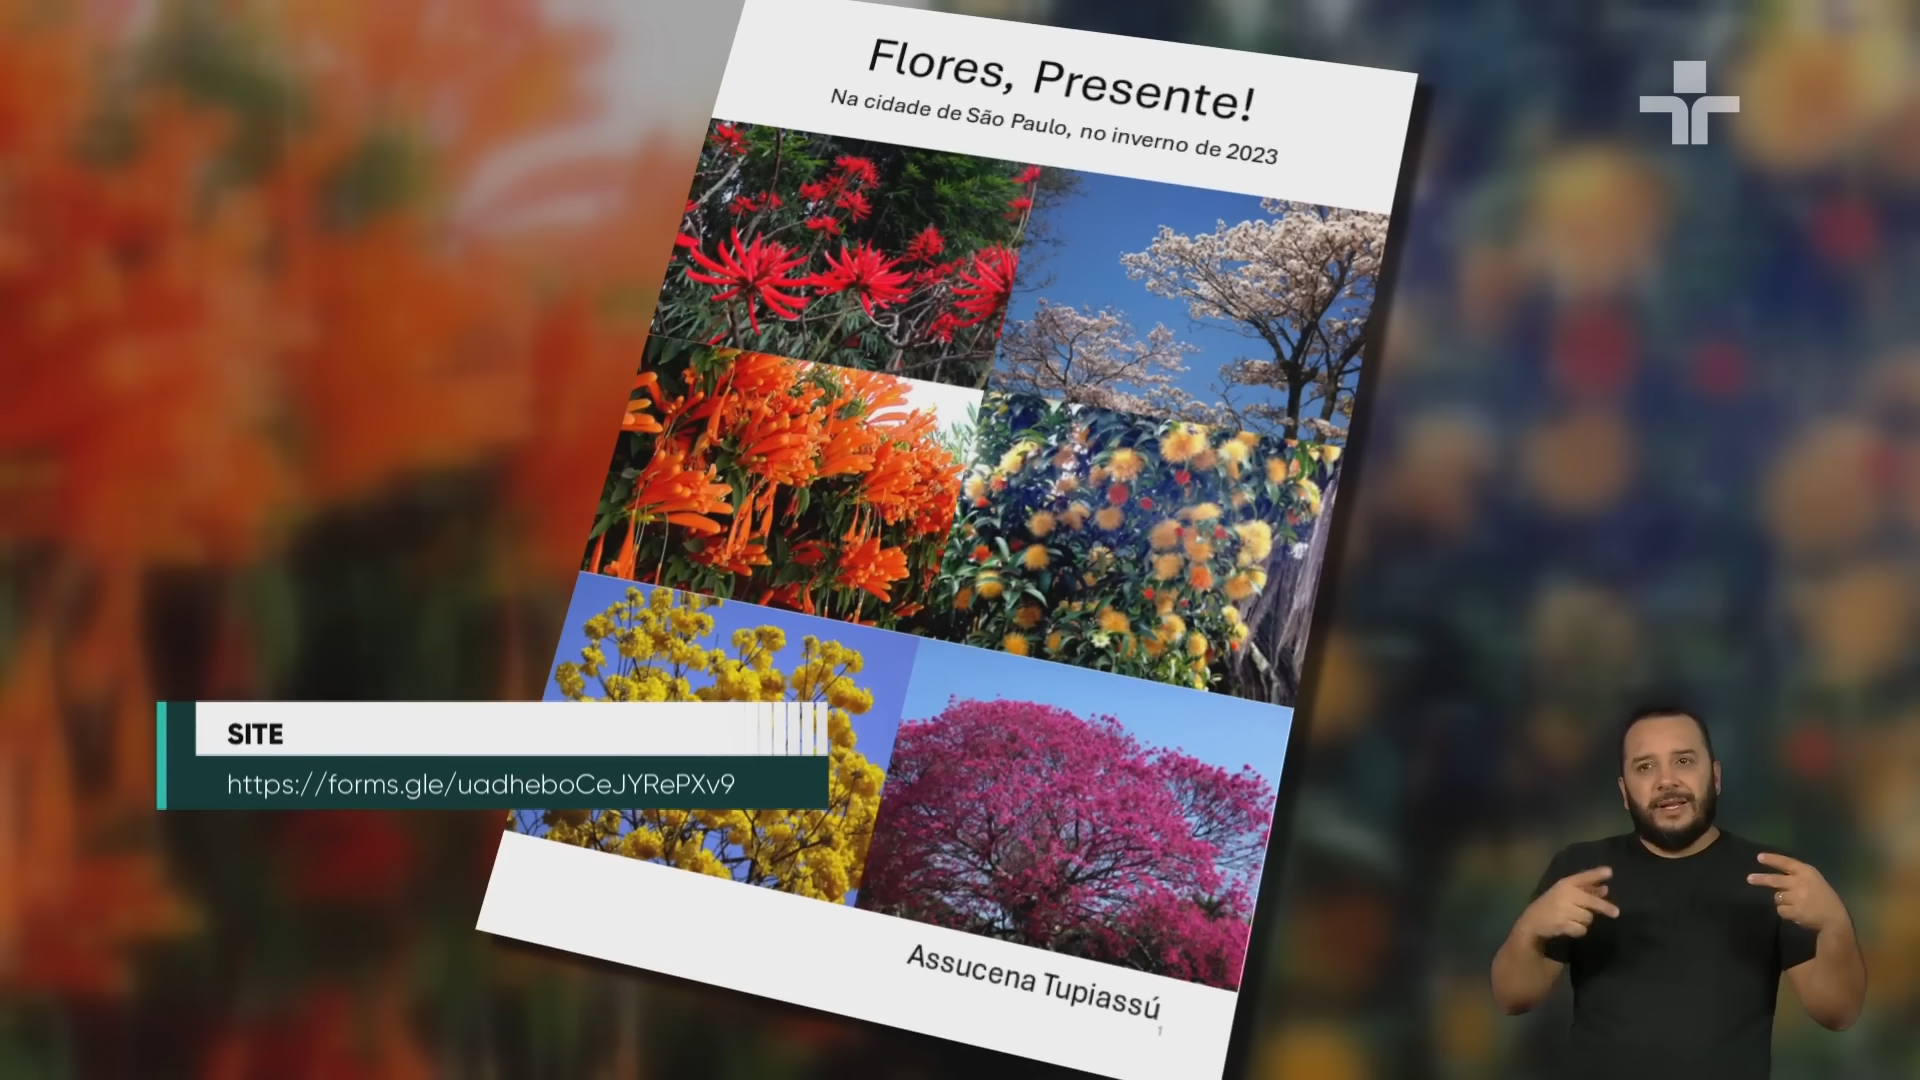 Flores, Presente!
Na cidade de São Paulo, no inverno de 2023
SITE
https://forms.gle/uadheboCeJYRePXv9
Assucena Tupiassú
1